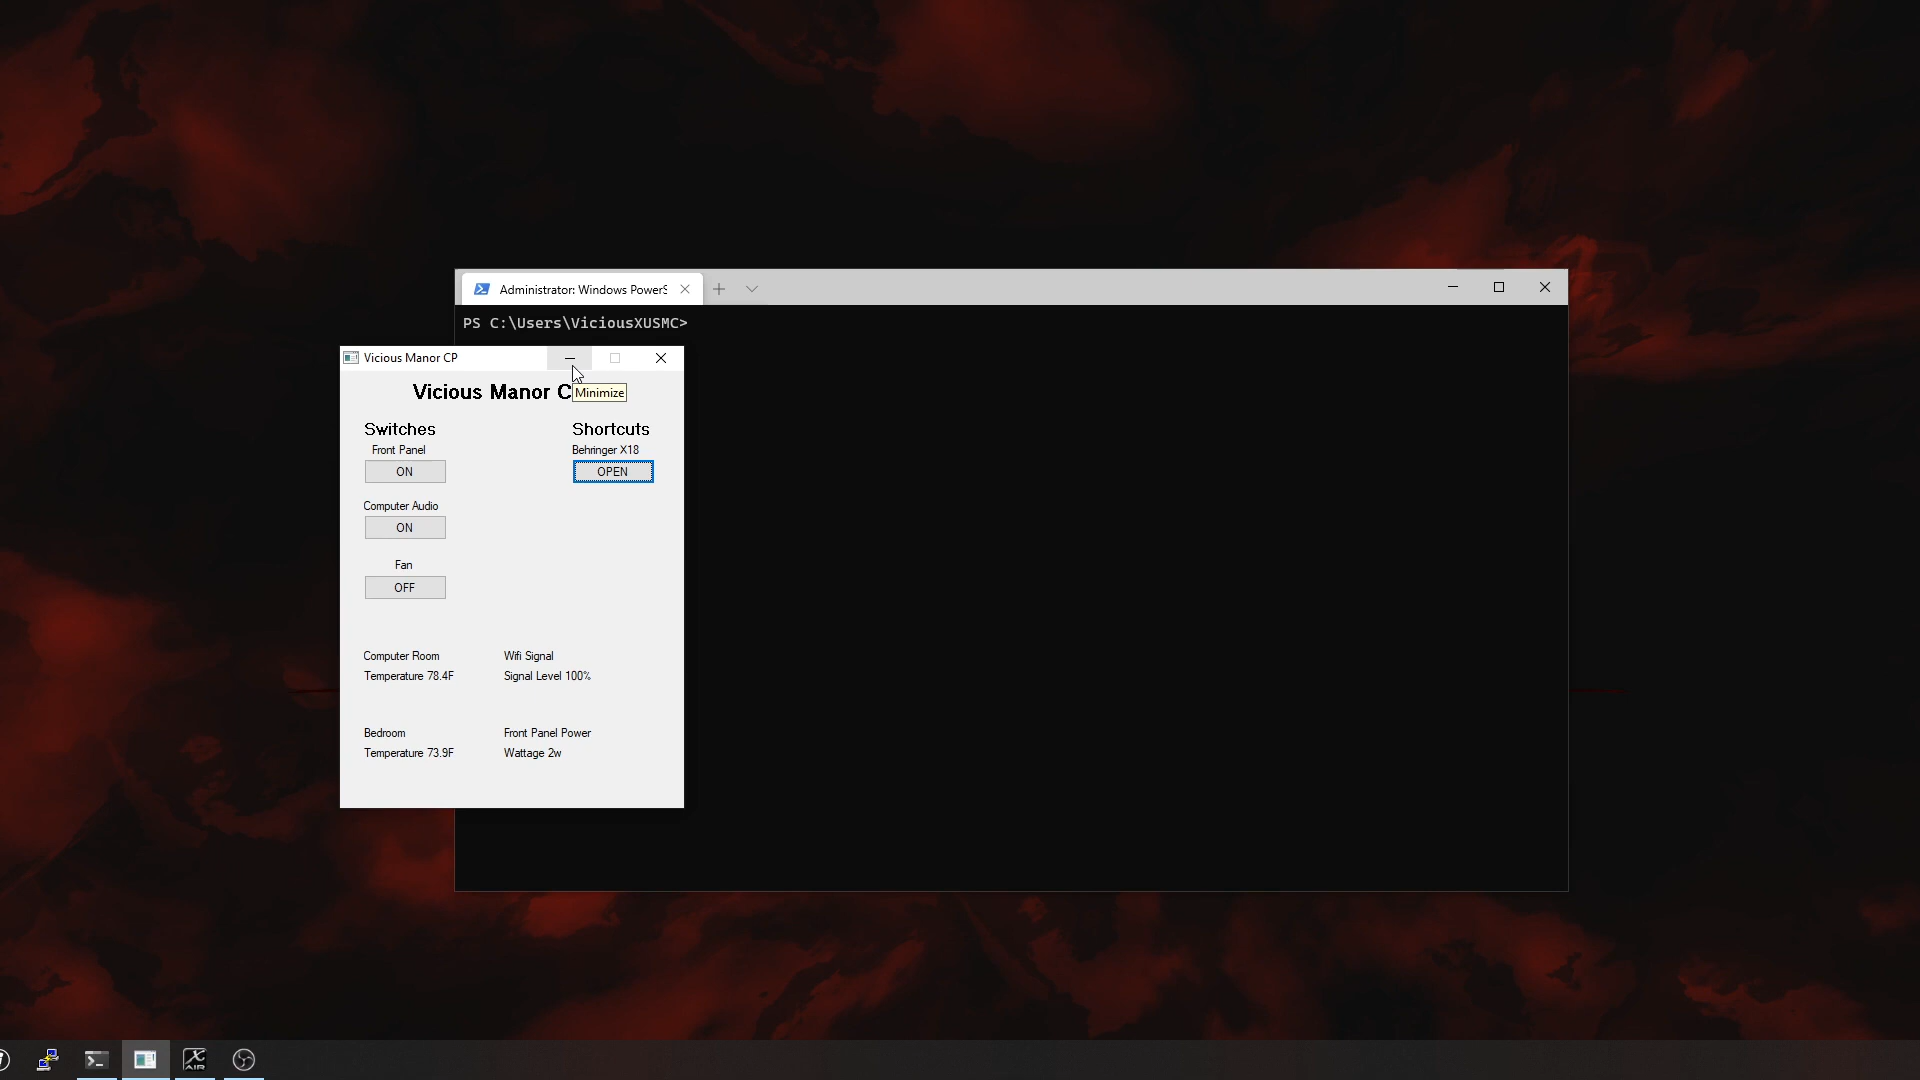 Administrator: Windows PowerS
PS C:\Users\ViciousXUSMC>
Vicious Manor CP
Vicious Manor C
Minimize
Switches
Shortcuts
Front Panel
Behringer X18
ON
OPEN
Computer Audio
ON
Fan
OFF
Computer Room
Wifi Signal
Temperature 78.4F
Signal Level 100%
Bedroom
Front Panel Power
Temperature 73.9F
Wattage 2w
X AIR